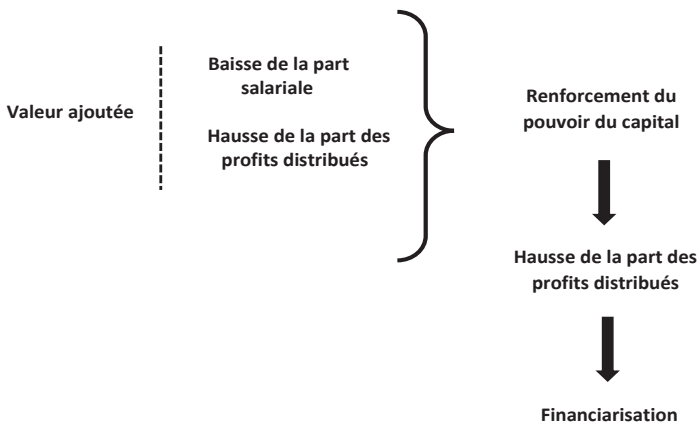 Valeur ajoutée
Baisse de la part
salariale
Hausse de la part des
profits distribués
Renforcement du
pouvoir du capital
Hausse de la part des
profits distribués
Financiarisation